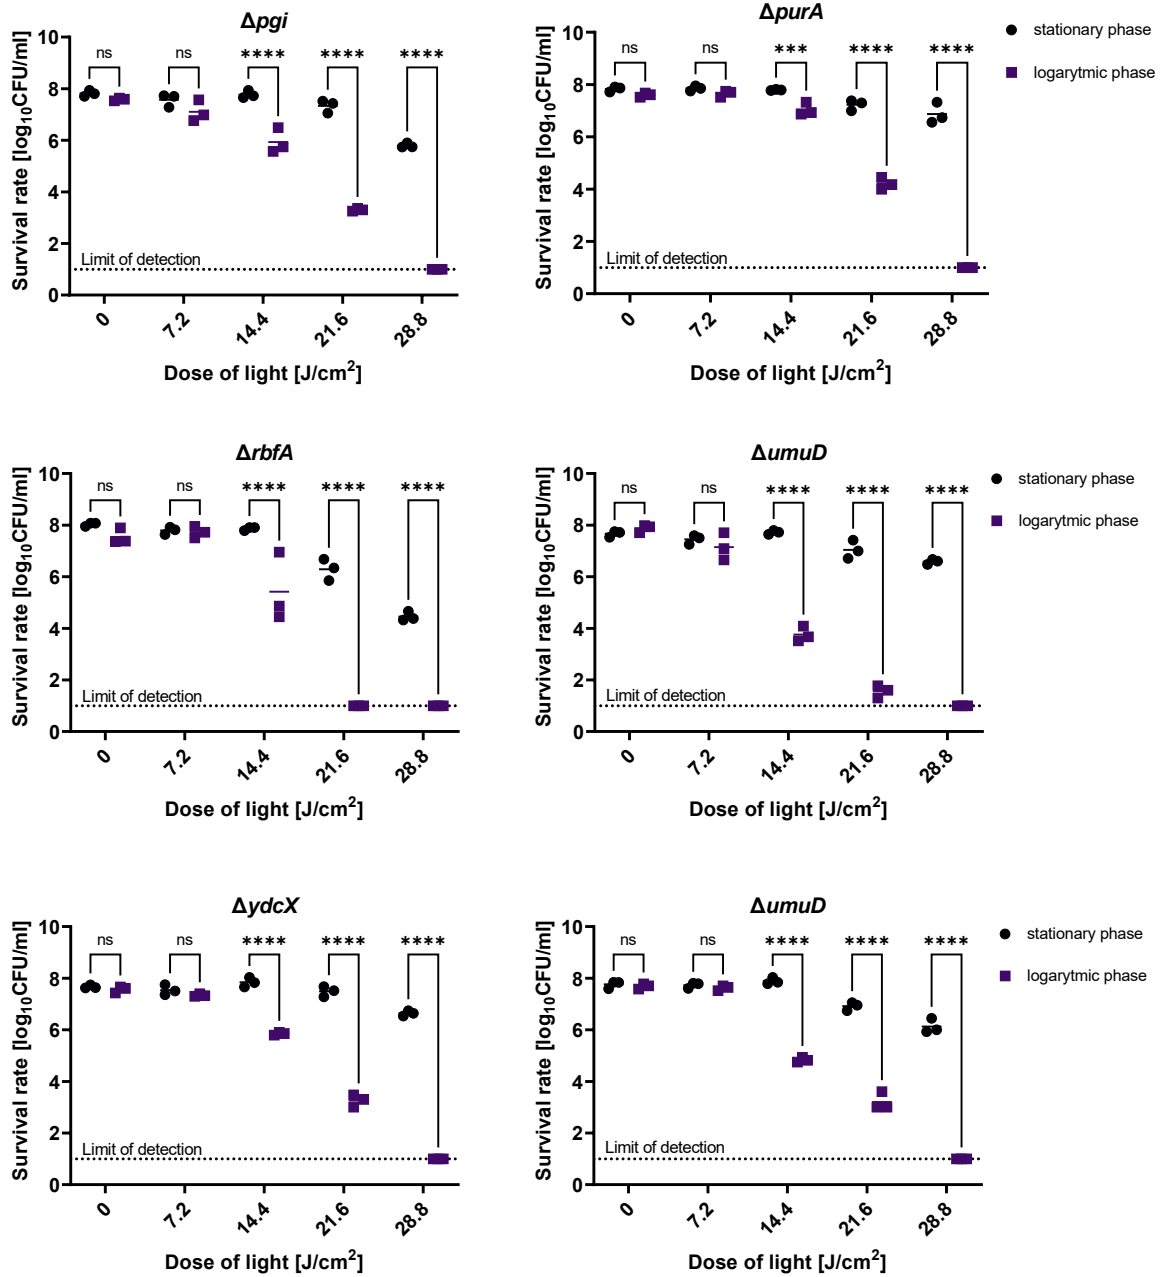 Δpgi
Survival rate [log10CFU/ml]
10
8
6
4
2
0
ns
ns
****
****
****
Limit of detection
0
7.2
14.4
21.6
28.8
Dose of light [J/cm2]
ΔpurA
Survival rate [log10CFU/ml]
10
8
6
4
2
0
ns
ns
***
****
****
Limit of detection
0
7.2
14.4
21.6
28.8
Dose of light [J/cm2]
stationary phase
logarytmic phase
ΔrbfA
Survival rate [log10CFU/ml]
10
8
6
4
2
0
ns
ns
****
****
****
Limit of detection
0
7.2
14.4
21.6
28.8
Dose of light [J/cm2]
ΔumuD
Survival rate [log10CFU/ml]
10
8
6
4
2
0
ns
ns
****
****
****
Limit of detection
0
7.2
14.4
21.6
28.8
Dose of light [J/cm2]
stationary phase
logarytmic phase
ΔydcX
Survival rate [log10CFU/ml]
10
8
6
4
2
0
ns
ns
****
****
****
Limit of detection
0
7.2
14.4
21.6
28.8
Dose of light [J/cm2]
ΔumuD
Survival rate [log10CFU/ml]
10
8
6
4
2
0
ns
ns
****
****
****
Limit of detection
0
7.2
14.4
21.6
28.8
Dose of light [J/cm2]
stationary phase
logarytmic phase